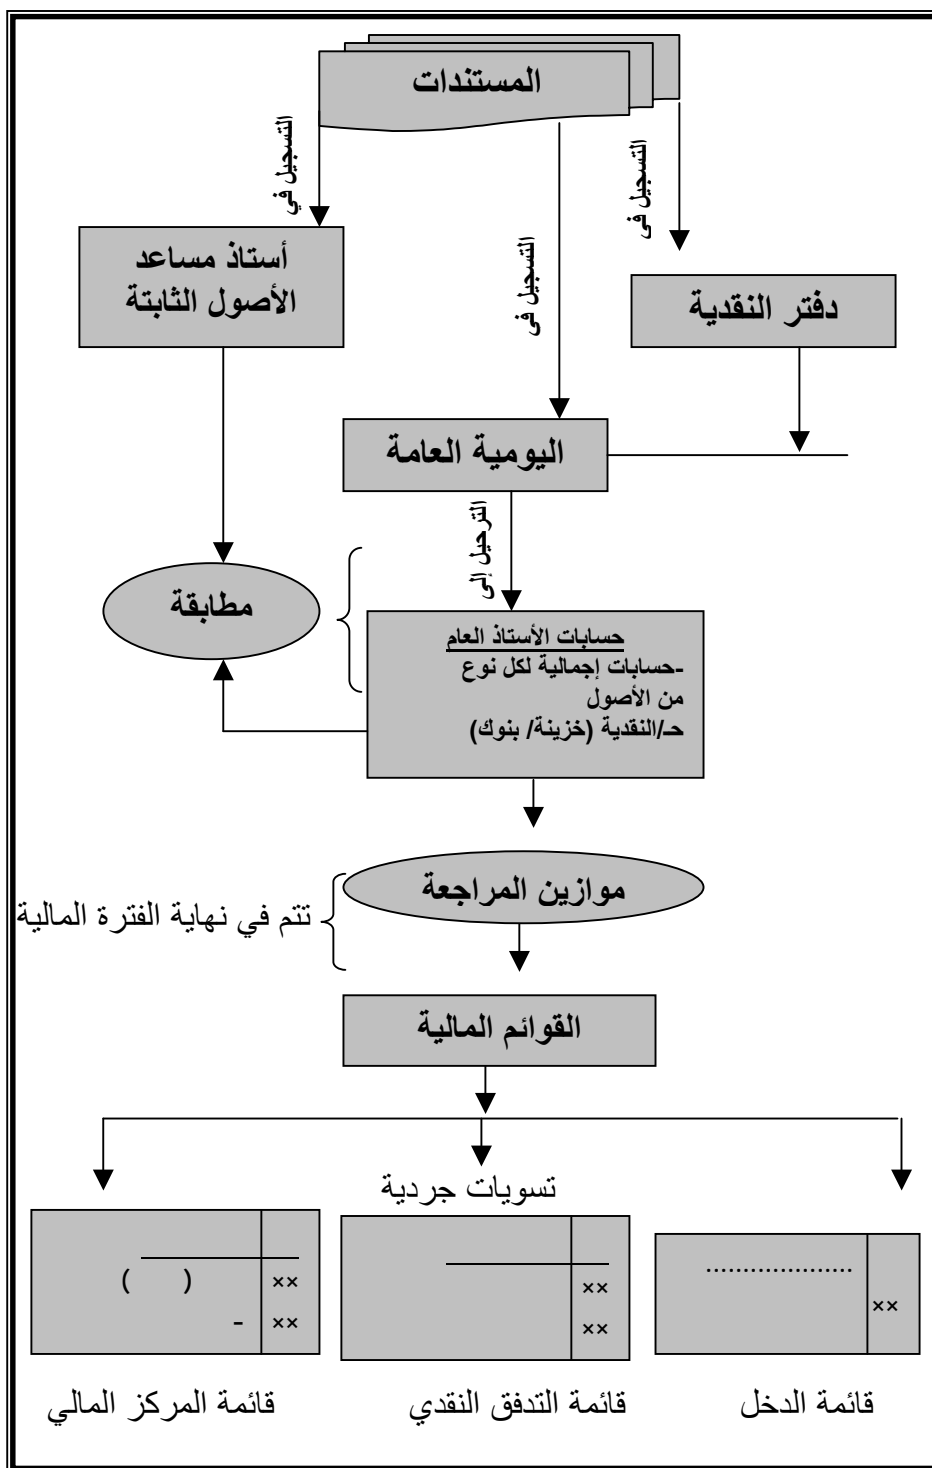 المستندات
التسجيل في
التسجيل فى
التسجيل فى
أستاذ مساعد
الأصول الثابتة
دفتر النقدية
اليومية العامة
الترحيل إلى
مطابقة
حسابات الأستاذ العام
-حسابات إجمالية لكل نوع
من الأصول
حـ/النقدية (خزينة/ بنوك)
موازين المراجعة
تتم في نهاية الفترة المالية
القوائم المالية
تسويات جردية
...................
××
××
××
×× ( )
×× -
قائمة الدخل
قائمة التدفق النقدي
قائمة المركز المالي